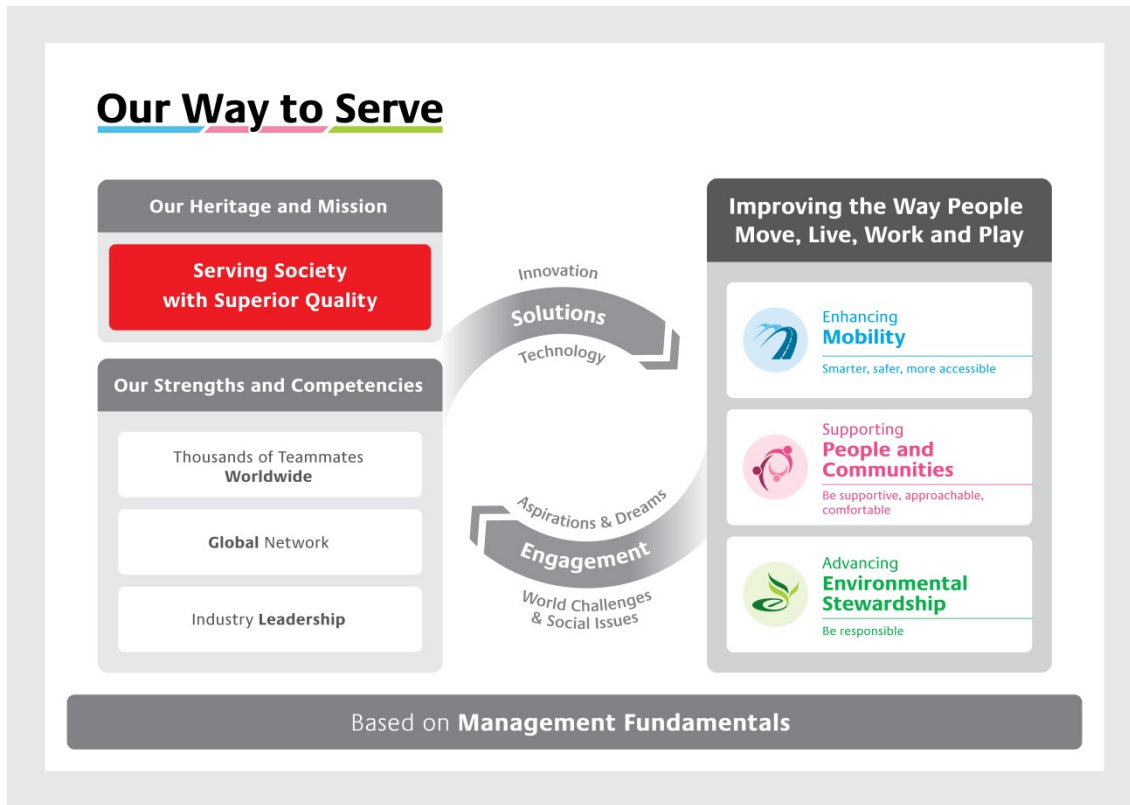 Our Way to Serve
Our Heritage and Mission
Serving Society
with Superior Quality
Our Strengths and Competencies
Thousands of Teammates
Worldwide
Global Network
Industry Leadership
Innovation
Solutions
Technology
Aspirations & Dreams
Engagement
World Challenges
& Social Issues
Improving the Way People
Move, Live, Work and Play
Enhancing
Mobility
Smarter, safer, more accessible
Supporting
People and
Communities
Be supportive, approachable,
comfortable
Advancing
Environmental
Stewardship
Be responsible
Based on Management Fundamentals